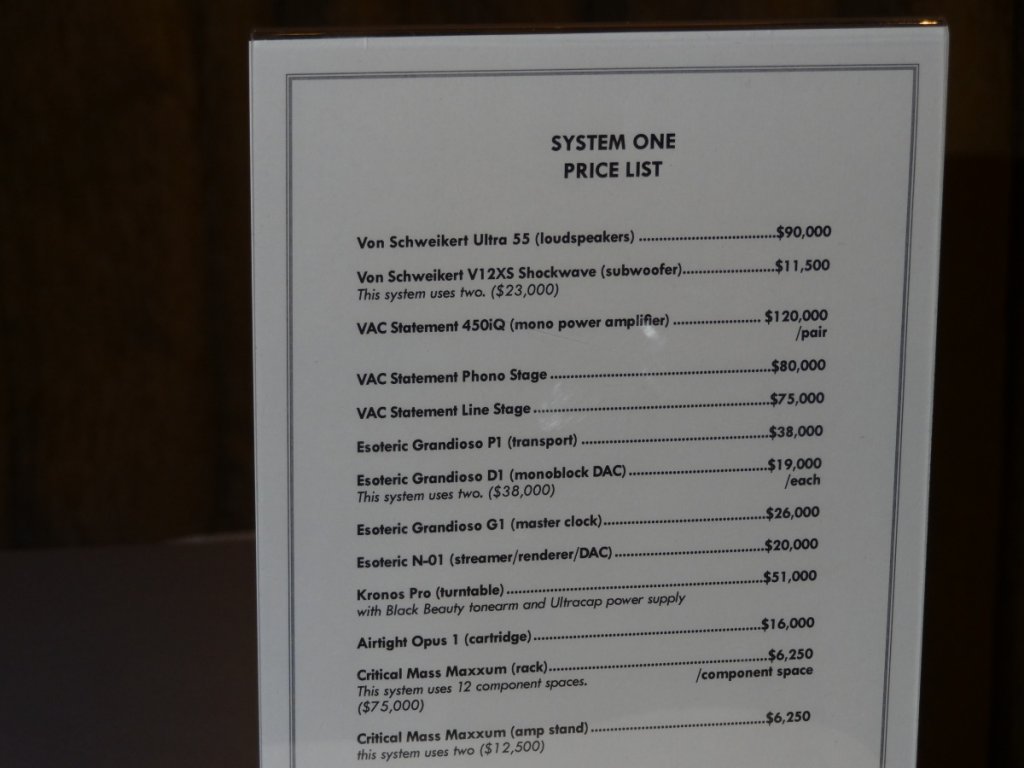 SYSTEM ONE
PRICE LIST
Von Schweikert Ultra 55 (loudspeakers) ..............................$90,000
Von Schweikert V12XS Shockwave (subwoofer)....................$11,500
This system uses two. ($23,000)
VAC Statement 450iQ (mono power amplifier) ................... $120,000
/pair
VAC Statement Phono Stage ................................................$80,000
VAC Statement Line Stage ...................................................$75,000
Esoteric Grandioso P1 (transport) .........................................$38,000
Esoteric Grandioso D1 (monoblock DAC)..............................$19,000
/each
This system uses two. ($38,000)
Esoteric Grandioso G1 (master clock)...................................$26,000
Esoteric N-01 (streamer/renderer/DAC) ................................$20,000
Kronos Pro (turntable) .........................................................$51,000
with Black Beauty tonearm and Ultracap power supply
Airtight Opus 1 (cartridge)..................................................$16,000
Critical Mass Maxxum (rack)................................................$6,250
/component space
This system uses 12 component spaces.
($75,000)
Critical Mass Maxxum (amp stand) .......................................$6,250
this system uses two ($12,500)